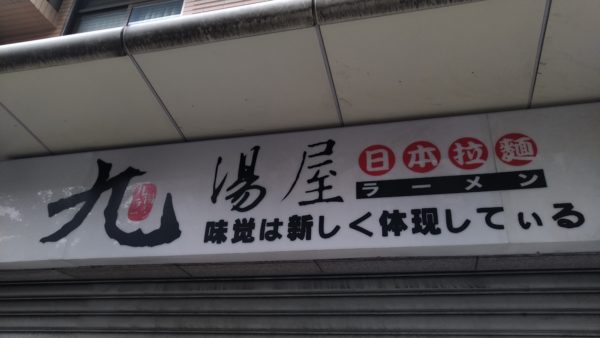 九湯屋
日本拉麵
ラーメン
味覚は新しく体现してぃる